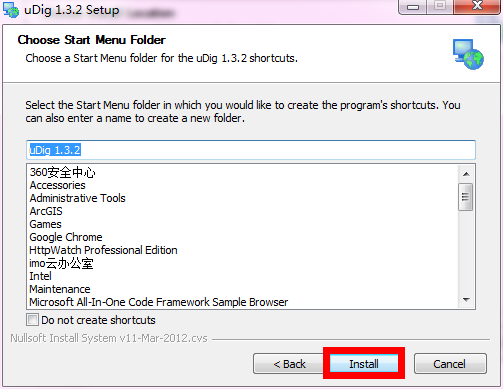 uDig 1.3.2 Setup
Choose Start Menu Folder
Choose a Start Menu folder for the uDig 1.3.2 shortcuts.
Select the Start Menu folder in which you would like to create the program's shortcuts. You
can also enter a name to create a new folder.
uDig 1.3.2
360安全中心
Accessories
Administrative Tools
ArcGIS
Games
Google Chrome
HttpWatch Professional Edition
imo云办公室
Intel
Maintenance
Microsoft All-In-One Code Framework Sample Browser
Do not create shortcuts
Nullsoft Install System v11-Mar-2012.cvs
< Back Install Cancel